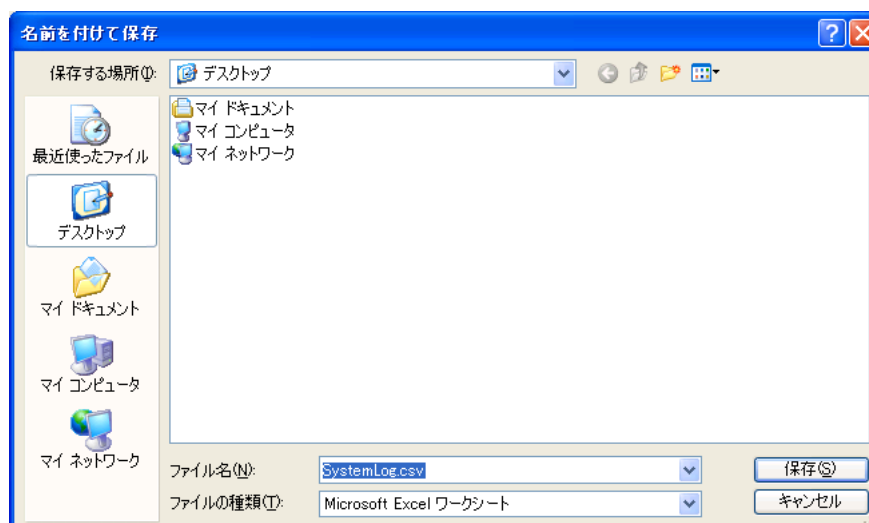 名前を付けて保存
保存する場所(I):
デスクトップ
マイ ドキュメント
マイ コンピュータ
マイ ネットワーク
最近使ったファイル
デスクトップ
マイ ドキュメント
マイ コンピュータ
マイ ネットワーク
ファイル名(N):
SystemLog.csv
保存(S)
ファイルの種類(T):
Microsoft Excel ワークシート
キャンセル